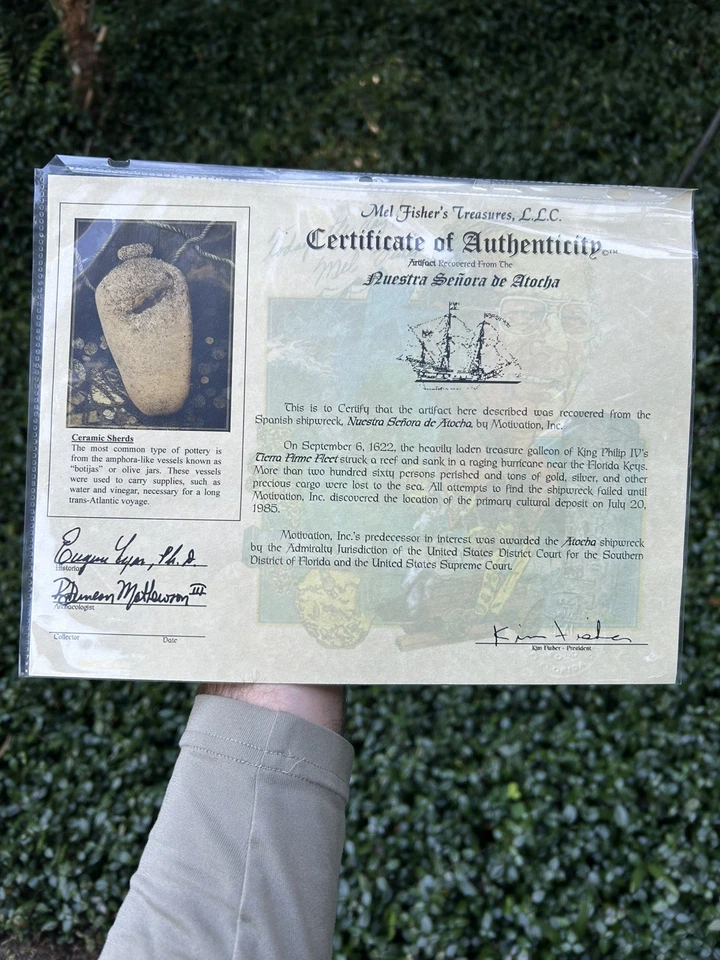 Mel Fisher's Treasures, L.L.C.
Certificate of Authenticity©™
Artifact Recovered From The
Nuestra Señora de Atocha
This is to Certify that the artifact here described was recovered from the
Spanish shipwreck, Nuestra Señora de Atocha, by Motivation, Inc.
On September 6, 1622, the heavily laden treasure galleon of King Philip IV's
Tierra Firme Fleet struck a reef and sank in a raging hurricane near the Florida Keys.
More than two hundred sixty persons perished and tons of gold, silver, and other
precious cargo were lost to the sea. All attempts to find the shipwreck failed until
Motivation, Inc. discovered the location of the primary cultural deposit on July 20,
1985.
Motivation, Inc.'s predecessor in interest was awarded the Atocha shipwreck
by the Admiralty Jurisdiction of the United States District Court for the Southern
District of Florida and the United States Supreme Court.
Kim Fisher
Kim Fisher - President
Ceramic Sherds
The most common type of pottery is
from the amphora-like vessels known as
"botijas" or olive jars. These vessels
were used to carry supplies, such as
water and vinegar, necessary for a long
trans-Atlantic voyage.
Eugene Lyon, Ph.D.
Historian
R. Duncan Mathewson III
Archaeologist
Collector Date